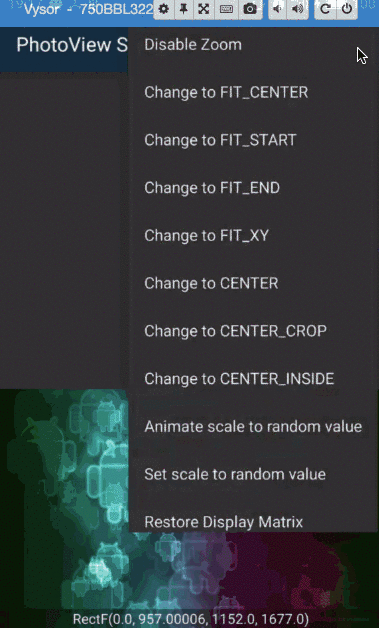 Vysor - 750BBL322
PhotoView S
Disable Zoom
Change to FIT_CENTER
Change to FIT_START
Change to FIT_END
Change to FIT_XY
Change to CENTER
Change to CENTER_CROP
Change to CENTER_INSIDE
Animate scale to random value
Set scale to random value
Restore Display Matrix
RectF(0.0, 957.00006, 1152.0, 1677.0)